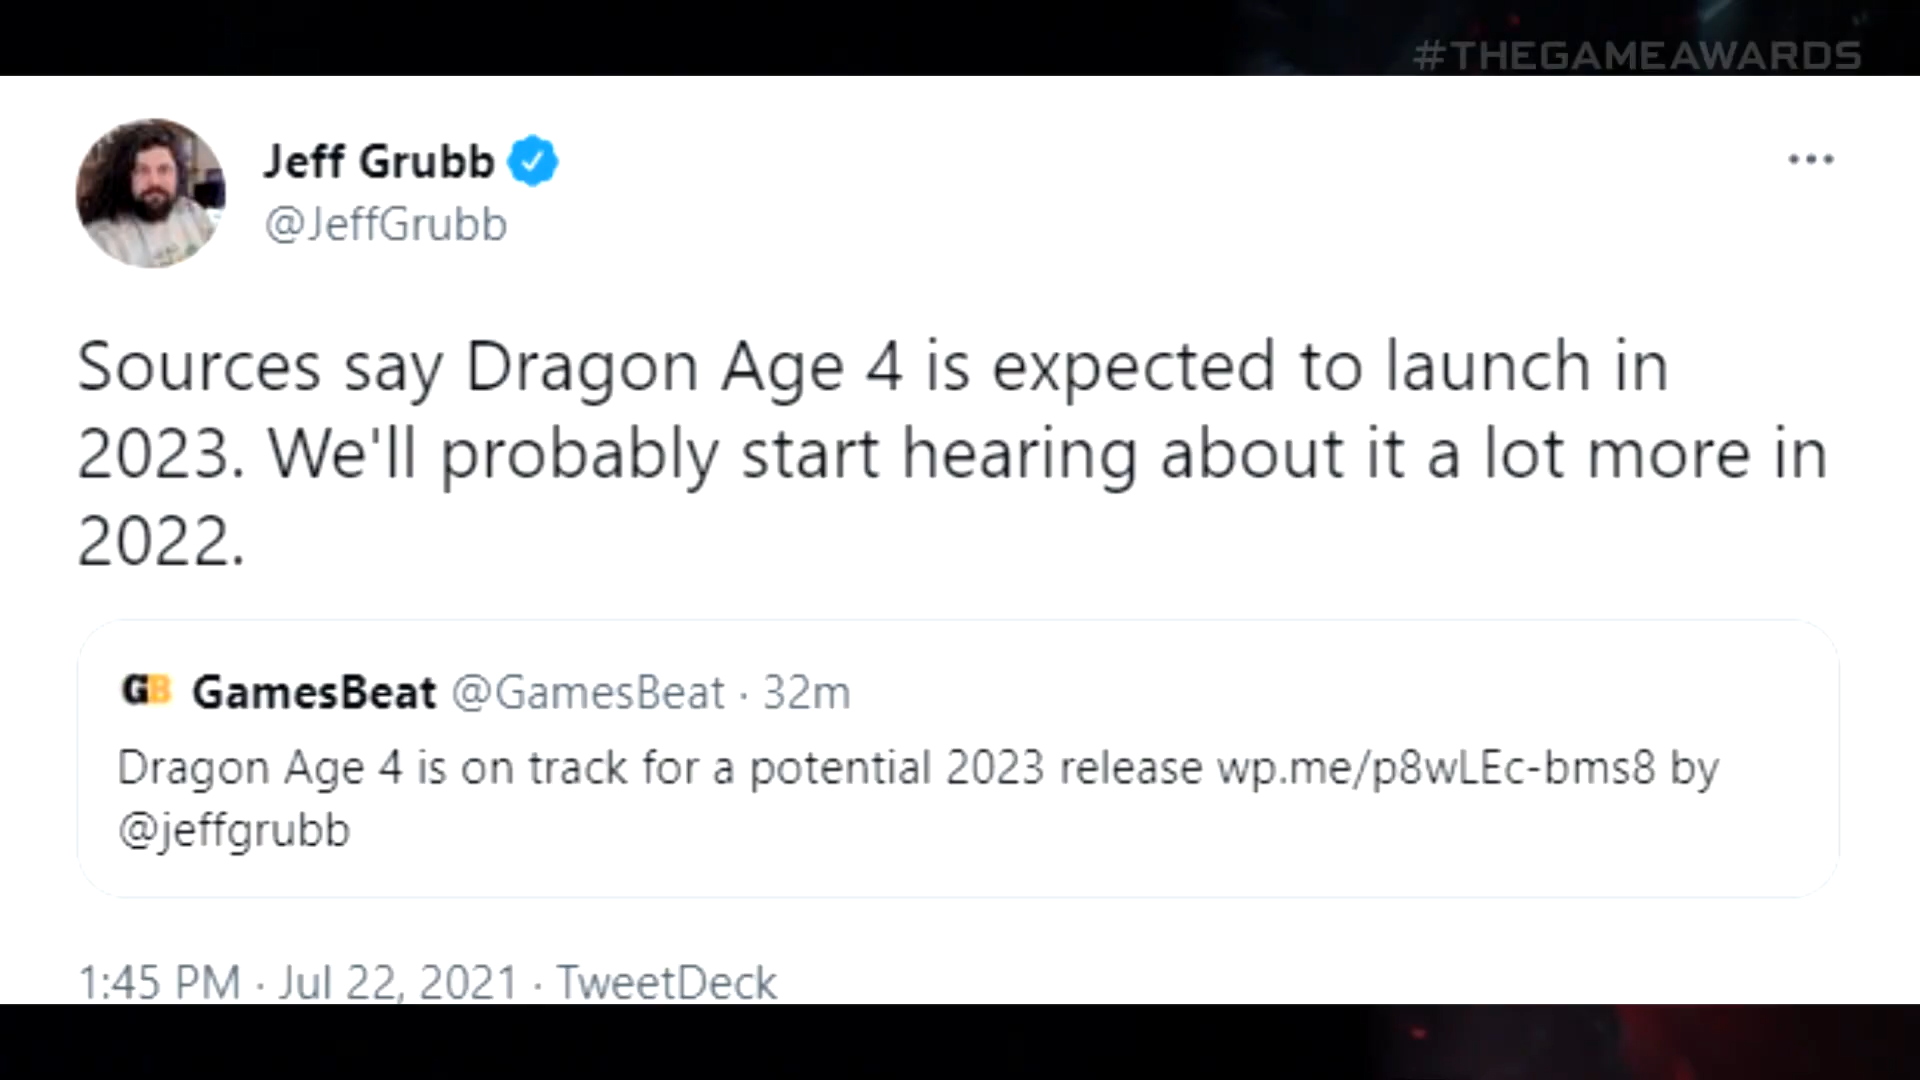 #THEGAMEAWARDS
Jeff Grubb
@JeffGrubb
Sources say Dragon Age 4 is expected to launch in
2023. We'll probably start hearing about it a lot more in
2022.
GB GamesBeat @GamesBeat · 32m
Dragon Age 4 is on track for a potential 2023 release wp.me/p8wLEc-bms8 by
@jeffgrubb
1:45 PM · Jul 22, 2021 · TweetDeck